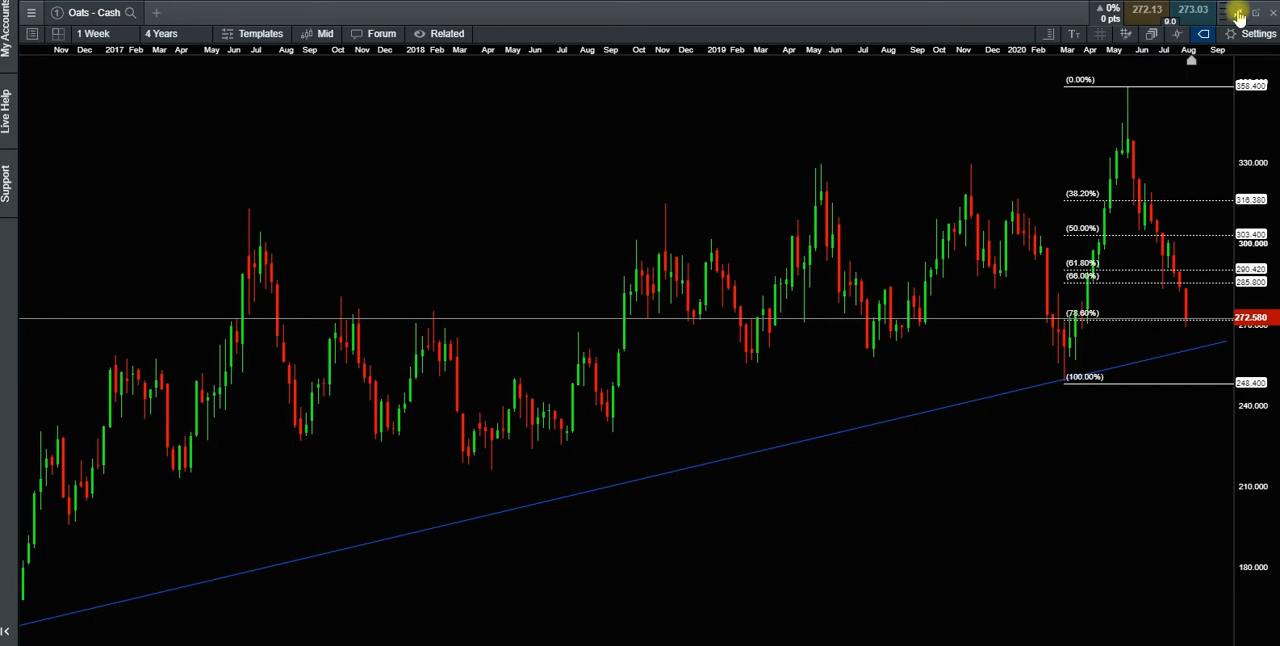 My Accounts
Live Help
Support
1 Oats - Cash
0%
0 pts
272.13
273.03
9.0
1 Week
4 Years
Templates
Mid
Forum
Related
Settings
Nov Dec 2017 Feb Mar Apr May Jun Jul Aug Sep Oct Nov Dec 2018 Feb Mar Apr May Jun Jul Aug Sep Oct Nov Dec 2019 Feb Mar Apr May Jun Jul Aug Sep Oct Nov Dec 2020 Feb Mar Apr May Jun Jul Aug Sep
(0.00%)
358.400
330.000
(38.20%)
316.380
(50.00%)
303.400
300.000
(61.80%)
290.420
(66.00%)
285.800
(78.60%)
272.580
(100.00%)
248.400
240.000
210.000
180.000